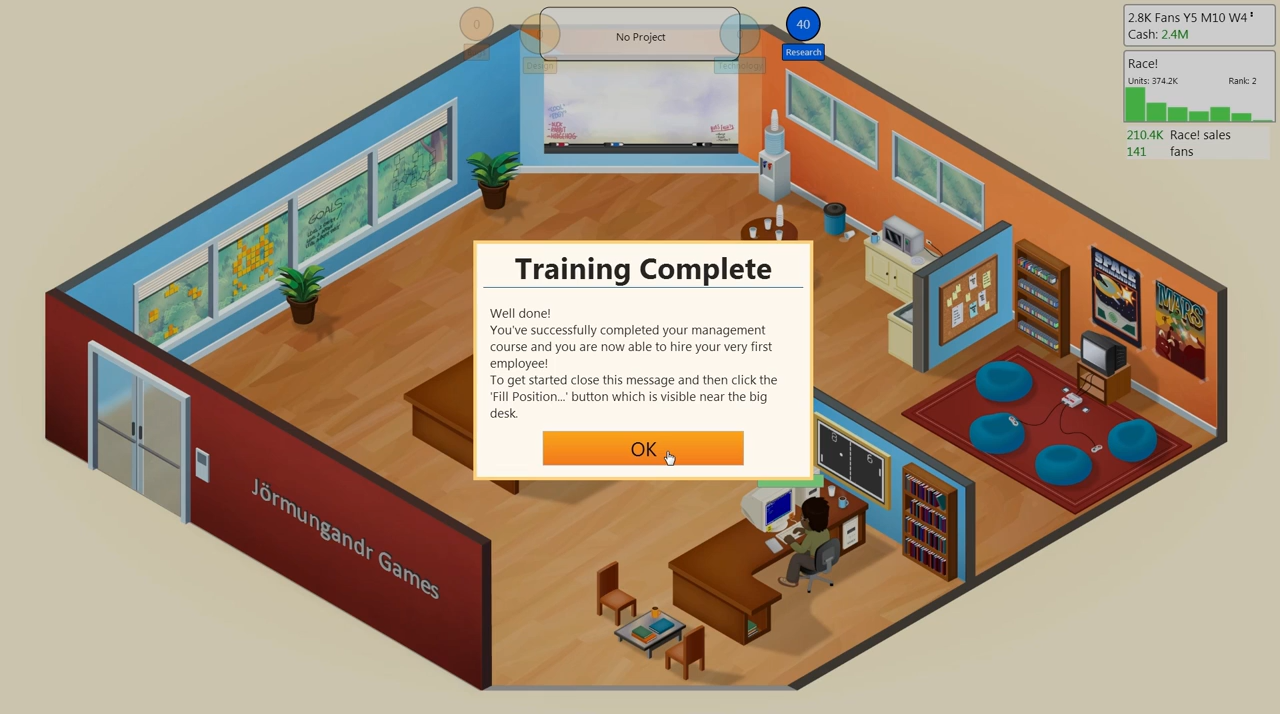 0
No Project
40
Design
Technology
Research
2.8K Fans Y5 M10 W4
Cash: 2.4M
Race!
Units: 374.2K Rank: 2
210.4K Race! sales
141 fans
GOALS
SPACE
MARS
Training Complete
Well done!
You've successfully completed your management
course and you are now able to hire your very first
employee!
To get started close this message and then click the
'Fill Position...' button which is visible near the big
desk.
OK
Jörmungandr Games